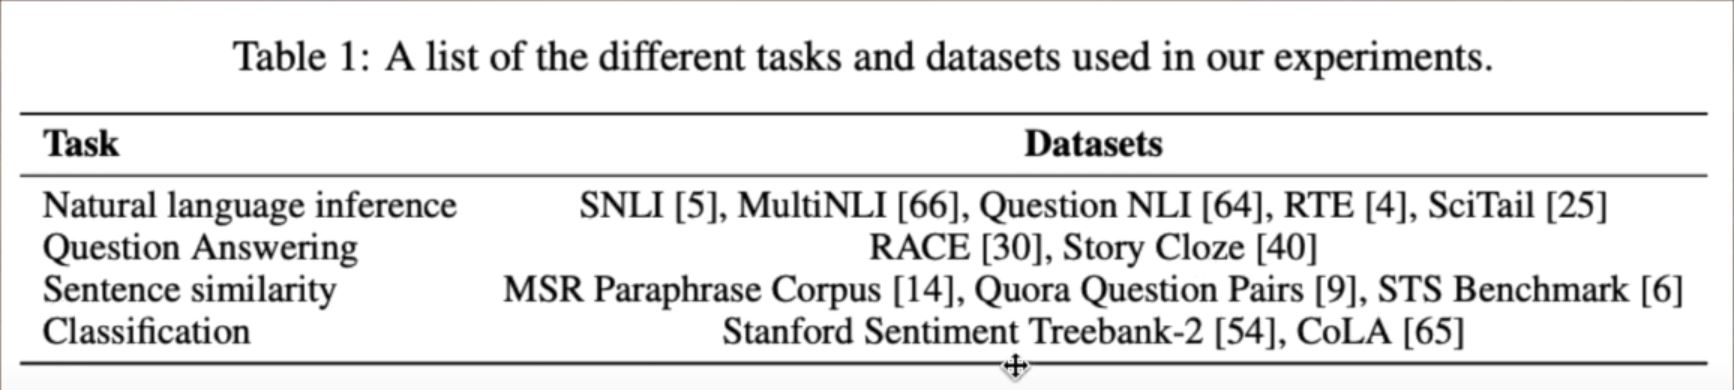 Table 1: A list of the different tasks and datasets used in our experiments.
Task Datasets
Natural language inference SNLI [5], MultiNLI [66], Question NLI [64], RTE [4], SciTail [25]
Question Answering RACE [30], Story Cloze [40]
Sentence similarity MSR Paraphrase Corpus [14], Quora Question Pairs [9], STS Benchmark [6]
Classification Stanford Sentiment Treebank-2 [54], CoLA [65]